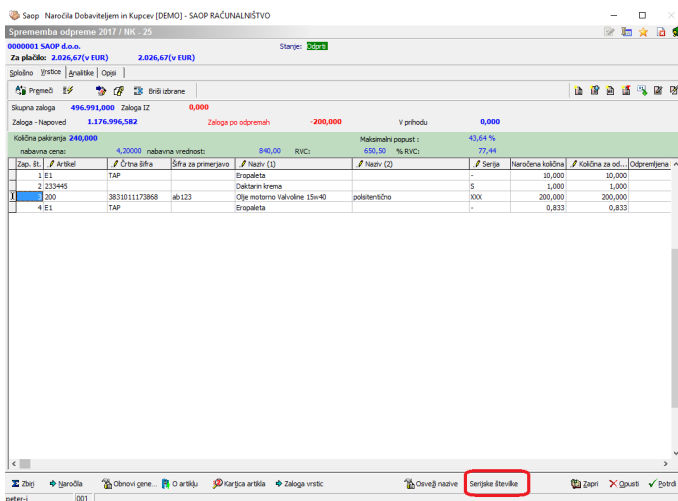 Saop Naročila Dobaviteljem in Kupcev [DEMO] - SAOP RAČUNALNIŠTVO
Sprememba odpreme 2017 / NK - 25
0000001 SAOP d.o.o. Stanje: Odprti
Za plačilo: 2.026,67(v EUR) 2.026,67(v EUR)
Splošno Vrstice Analitike Opisi
Premeči Briši izbrane
Skupna zaloga 496.991,000 Zaloga IZ 0,000
Zaloga - Napoved 1.176.996,582 Zaloga po odpremah -200,000 V prihodu 0,000
Količina pakiranja 240,000 Maksimalni popust : 43,64 %
nabavna cena: 4,20000 nabavna vrednost: 840,00 RVC: 650,50 % RVC: 77,44
Zap. št. Artikel Črtna šifra Šifra za primerjavo Naziv (1) Naziv (2) Serija Naročena količina Količina za od... Odpremljena
1 E1 TAP Eropaleta - 10,000 10,000
2 233445 Daktarin krema S 1,000 1,000
3 200 3831011173868 ab123 Olje motorno Valvoline 15w40 polsitentično XXX 200,000 200,000
4 E1 TAP Eropaleta - 0,833 0,833
Zbiri Naročila Obnovi cene... O artiklu Kartica artikla Zaloga vrstic Osveži nazive Serijske številke Zapri Opusti Potrdi
peter-j 001